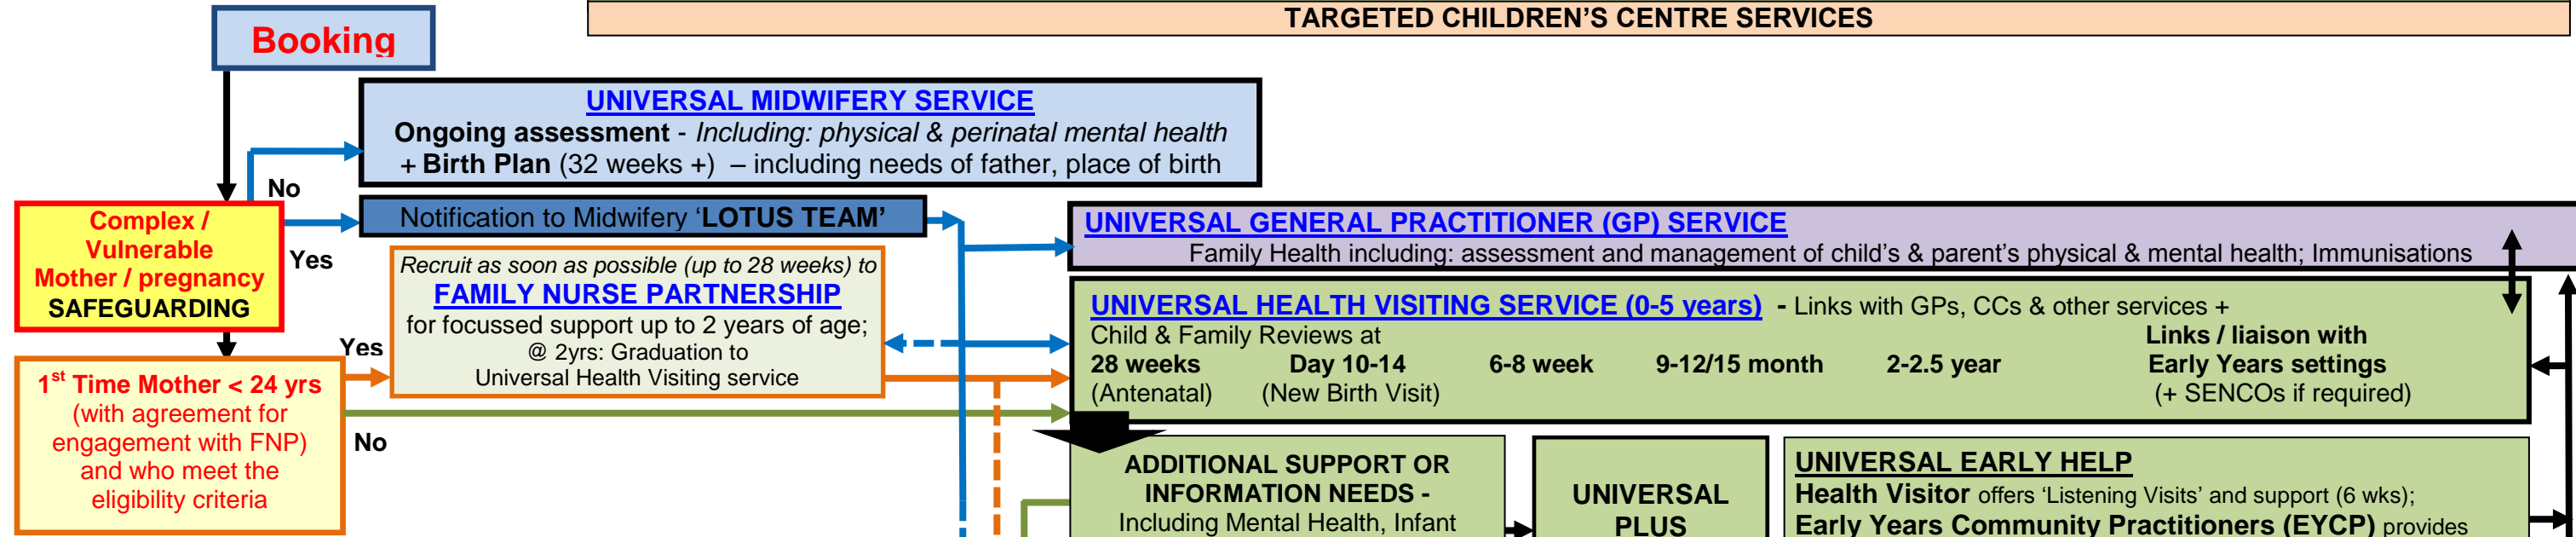 TARGETED CHILDREN'S CENTRE SERVICES
Booking
UNIVERSAL MIDWIFERY SERVICE
Ongoing assessment - Including: physical & perinatal mental health
+ Birth Plan (32 weeks +) – including needs of father, place of birth
No
Complex /
Vulnerable
Mother / pregnancy
SAFEGUARDING
Yes
Notification to Midwifery ‘LOTUS TEAM’
UNIVERSAL GENERAL PRACTITIONER (GP) SERVICE
Family Health including: assessment and management of child’s & parent’s physical & mental health; Immunisations
Recruit as soon as possible (up to 28 weeks) to
FAMILY NURSE PARTNERSHIP
for focussed support up to 2 years of age;
@ 2yrs: Graduation to
Universal Health Visiting service
UNIVERSAL HEALTH VISITING SERVICE (0-5 years) - Links with GPs, CCs & other services +
Child & Family Reviews at Links / liaison with
28 weeks Day 10-14 6-8 week 9-12/15 month 2-2.5 year Early Years settings
(Antenatal) (New Birth Visit) (+ SENCOs if required)
Yes
1st Time Mother < 24 yrs
(with agreement for
engagement with FNP)
and who meet the
eligibility criteria
No
ADDITIONAL SUPPORT OR
INFORMATION NEEDS -
Including Mental Health, Infant
UNIVERSAL
PLUS
UNIVERSAL EARLY HELP
Health Visitor offers ‘Listening Visits’ and support (6 wks);
Early Years Community Practitioners (EYCP) provides